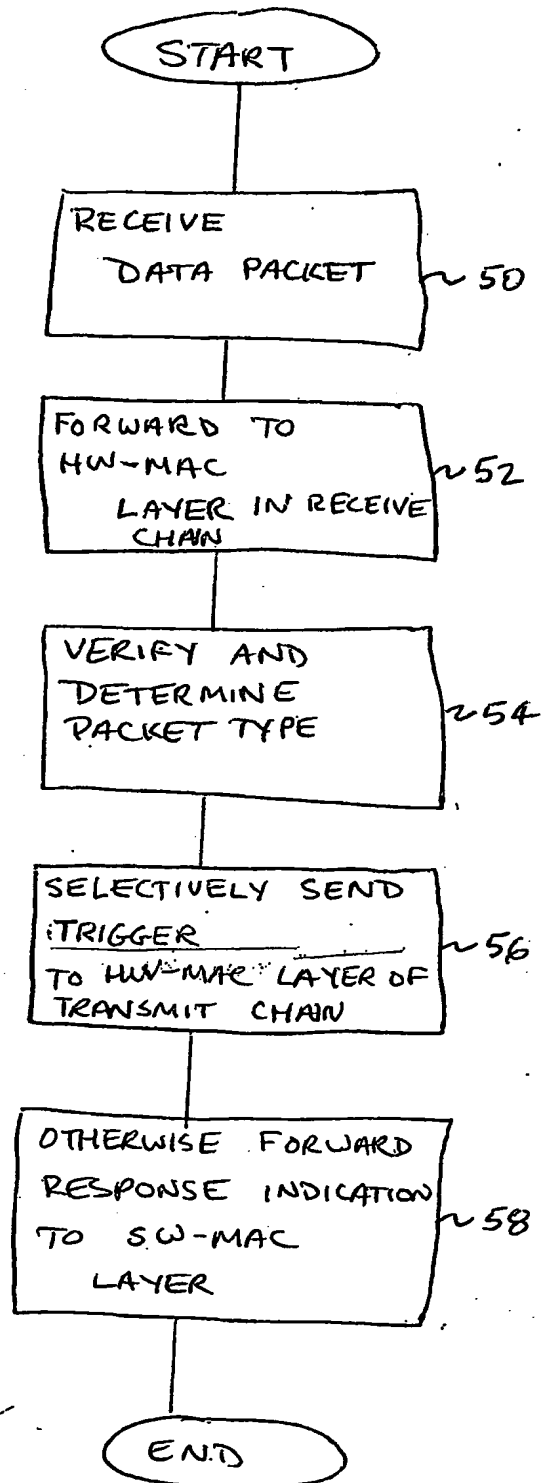 START
RECEIVE
DATA PACKET
~50
FORWARD TO
HW-MAC
~52
LAYER IN RECEIVE
CHAIN
VERIFY AND
DETERMINE
PACKET TYPE
~54
SELECTIVELY SEND
TRIGGER
~56
TO HW-MAC LAYER OF
TRANSMIT CHAIN
OTHERWISE FORWARD
RESPONSE INDICATION
TO SW-MAC
~58
LAYER
END